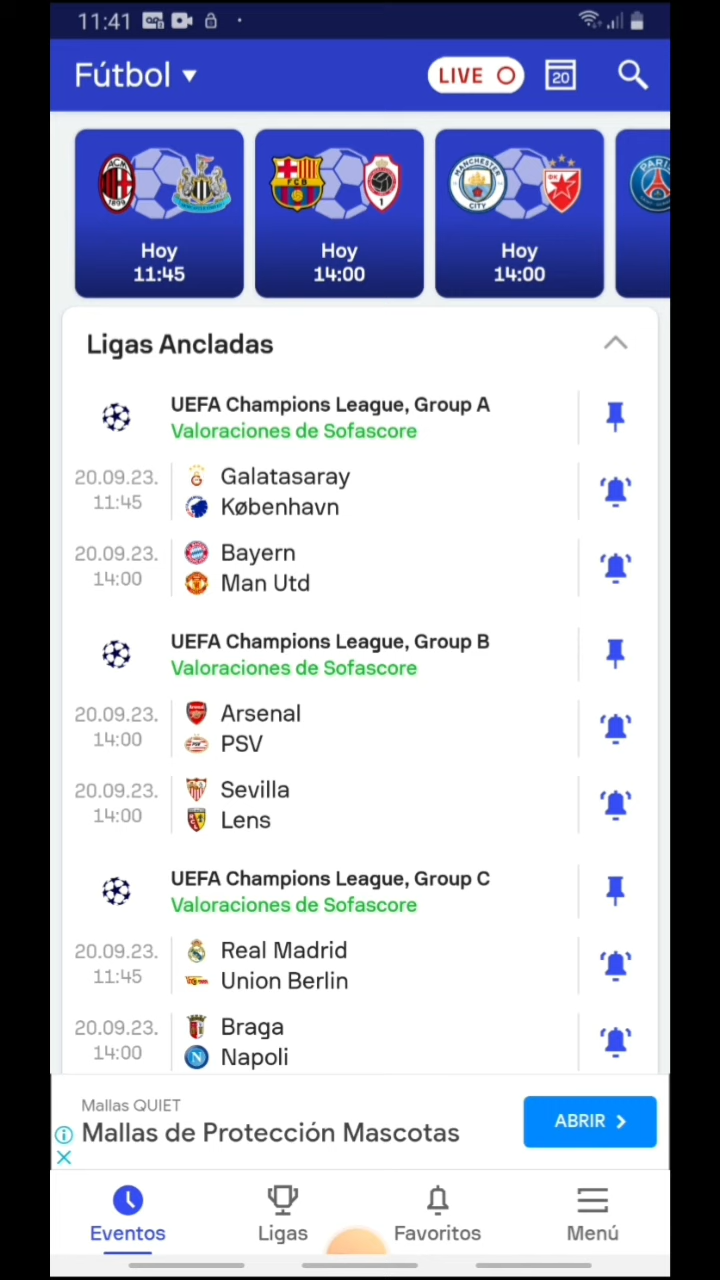 11:41
Fútbol
LIVE
20
Hoy
11:45
Hoy
14:00
Hoy
14:00
Ligas Ancladas
UEFA Champions League, Group A
Valoraciones de Sofascore
20.09.23.
11:45
Galatasaray
København
20.09.23.
14:00
Bayern
Man Utd
UEFA Champions League, Group B
Valoraciones de Sofascore
20.09.23.
14:00
Arsenal
PSV
20.09.23.
14:00
Sevilla
Lens
UEFA Champions League, Group C
Valoraciones de Sofascore
20.09.23.
11:45
Real Madrid
Union Berlin
20.09.23.
14:00
Braga
Napoli
Mallas QUIET
Mallas de Protección Mascotas
ABRIR
Eventos
Ligas
Favoritos
Menú